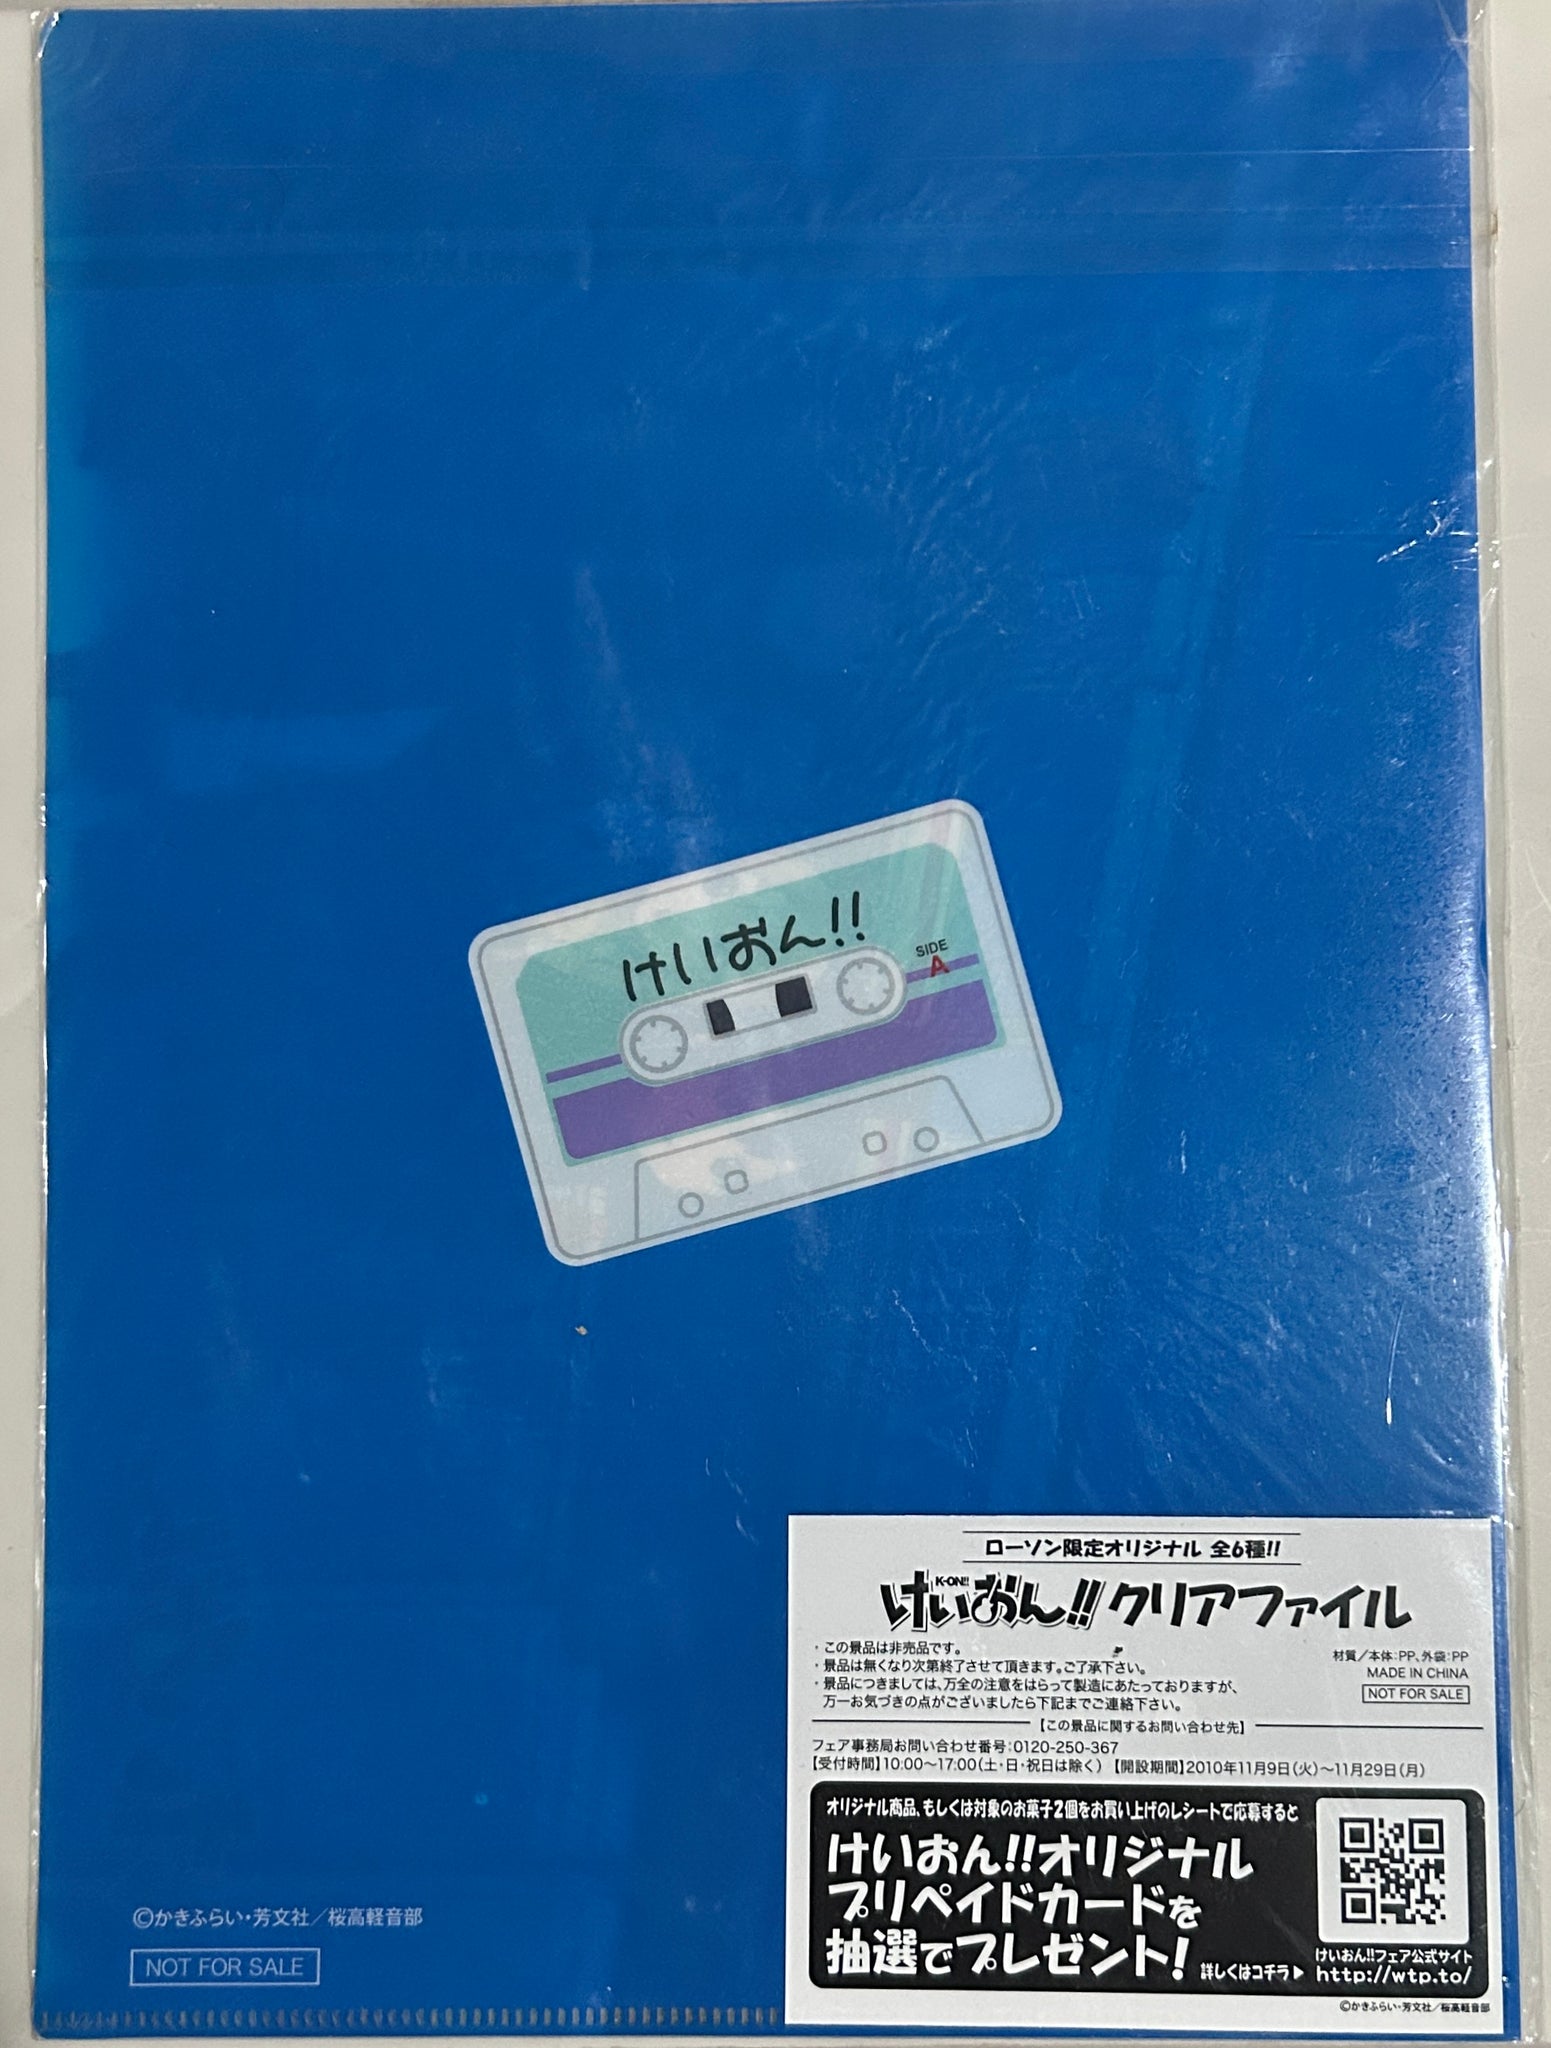 けいおん!!
SIDE
A
ローソン限定オリジナル 全6種!!
K-ON!!
けいおん!! クリアファイル
・この景品は非売品です。
・景品は無くなり次第終了させて頂きます。ご了承下さい。
・景品につきましては、万全の注意をはらって製造にあたっておりますが、
万一お気づきの点がございましたら下記までご連絡下さい。
材質/本体:PP、外袋:PP
MADE IN CHINA
NOT FOR SALE
【この景品に関するお問い合わせ先】
フェア事務局お問い合わせ番号:0120-250-367
【受付時間】10:00〜17:00(土・日・祝日は除く) 【開設期間】2010年11月9日(火)〜11月29日(月)
オリジナル商品、もしくは対象のお菓子2個をお買い上げのレシートで応募すると
けいおん!!オリジナル
プリペイドカードを
抽選でプレゼント!
詳しくはコチラ▶
けいおん!!フェア公式サイト
http://wtp.to/
©かきふらい・芳文社/桜高軽音部
©かきふらい・芳文社/桜高軽音部
NOT FOR SALE